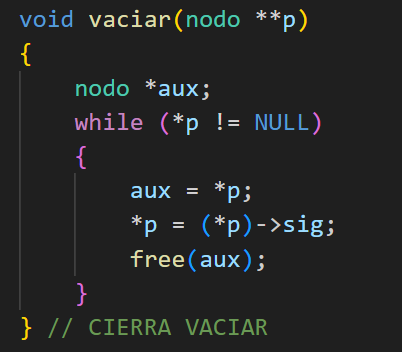 void vaciar(nodo **p)
{
    nodo *aux;
    while (*p != NULL)
    {
        aux = *p;
        *p = (*p)->sig;
        free(aux);
    }
} // CIERRA VACIAR